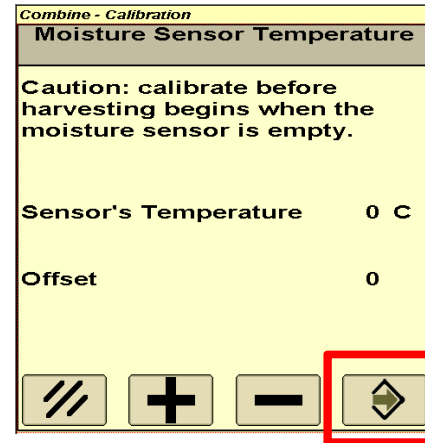 Combine - Calibration
Moisture Sensor Temperature
Caution: calibrate before
harvesting begins when the
moisture sensor is empty.
Sensor's Temperature 0 C
Offset 0